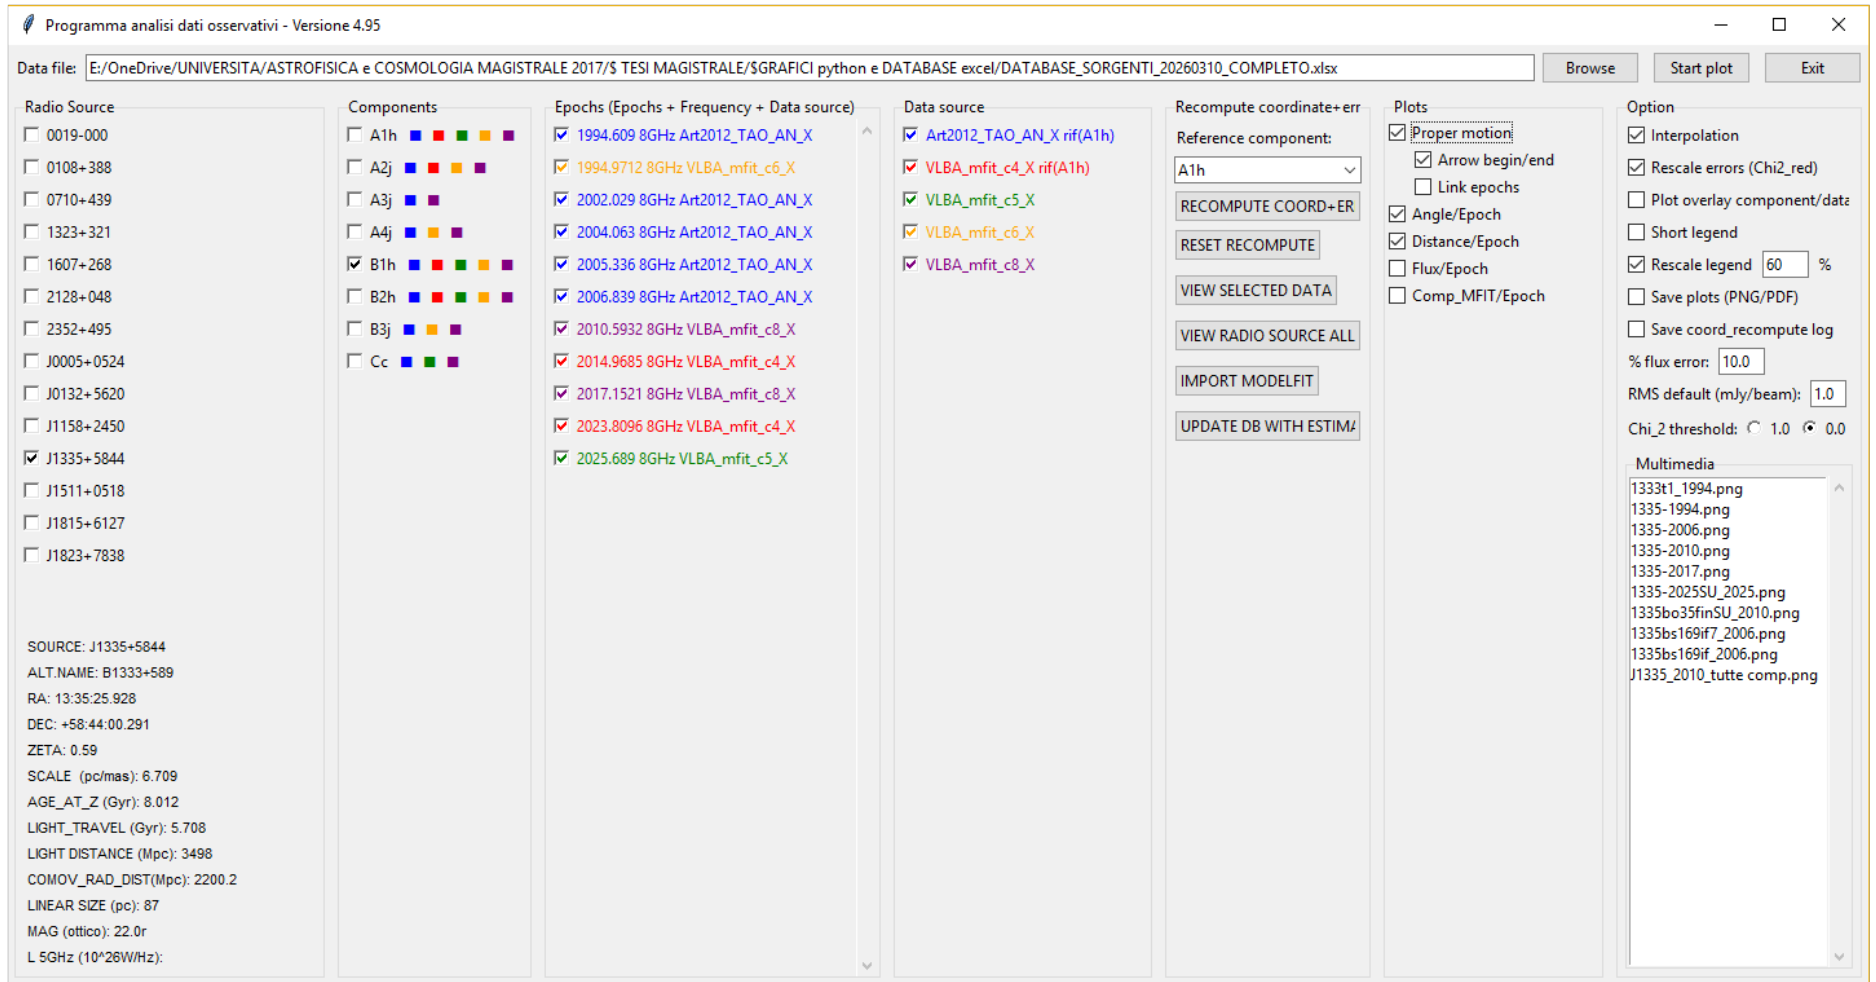 Programma analisi dati osservativi - Versione 4.95
Data file: E:/OneDrive/UNIVERSITA/ASTROFISICA e COSMOLOGIA MAGISTRALE 2017/$ TESI MAGISTRALE/$GRAFICI python e DATABASE excel/DATABASE_SORGENTI_20260310_COMPLETO.xlsx Browse Start plot Exit
Radio Source
0019-000
0108+388
0710+439
1323+321
1607+268
2128+048
2352+495
J0005+0524
J0132+5620
J1158+2450
J1335+5844
J1511+0518
J1815+6127
J1823+7838
SOURCE: J1335+5844
ALT.NAME: B1333+589
RA: 13:35:25.928
DEC: +58:44:00.291
ZETA: 0.59
SCALE (pc/mas): 6.709
AGE_AT_Z (Gyr): 8.012
LIGHT_TRAVEL (Gyr): 5.708
LIGHT DISTANCE (Mpc): 3498
COMOV_RAD_DIST(Mpc): 2200.2
LINEAR SIZE (pc): 87
MAG (ottico): 22.0r
L 5GHz (10^26W/Hz):
Components
A1h
A2j
A3j
A4j
B1h
B2h
B3j
Cc
Epochs (Epochs + Frequency + Data source)
1994.609 8GHz Art2012_TAO_AN_X
1994.9712 8GHz VLBA_mfit_c6_X
2002.029 8GHz Art2012_TAO_AN_X
2004.063 8GHz Art2012_TAO_AN_X
2005.336 8GHz Art2012_TAO_AN_X
2006.839 8GHz Art2012_TAO_AN_X
2010.5932 8GHz VLBA_mfit_c8_X
2014.9685 8GHz VLBA_mfit_c4_X
2017.1521 8GHz VLBA_mfit_c8_X
2023.8096 8GHz VLBA_mfit_c4_X
2025.689 8GHz VLBA_mfit_c5_X
Data source
Art2012_TAO_AN_X rif(A1h)
VLBA_mfit_c4_X rif(A1h)
VLBA_mfit_c5_X
VLBA_mfit_c6_X
VLBA_mfit_c8_X
Recompute coordinate+err
Reference component:
A1h
RECOMPUTE COORD+ER
RESET RECOMPUTE
VIEW SELECTED DATA
VIEW RADIO SOURCE ALL
IMPORT MODELFIT
UPDATE DB WITH ESTIMA
Plots
Proper motion
Arrow begin/end
Link epochs
Angle/Epoch
Distance/Epoch
Flux/Epoch
Comp_MFIT/Epoch
Option
Interpolation
Rescale errors (Chi2_red)
Plot overlay component/data
Short legend
Rescale legend 60 %
Save plots (PNG/PDF)
Save coord_recompute log
% flux error: 10.0
RMS default (mJy/beam): 1.0
Chi_2 threshold: 1.0 0.0
Multimedia
1333t1_1994.png
1335-1994.png
1335-2006.png
1335-2010.png
1335-2017.png
1335-2025SU_2025.png
1335bo35finSU_2010.png
1335bs169if7_2006.png
1335bs169if_2006.png
J1335_2010_tutte comp.png